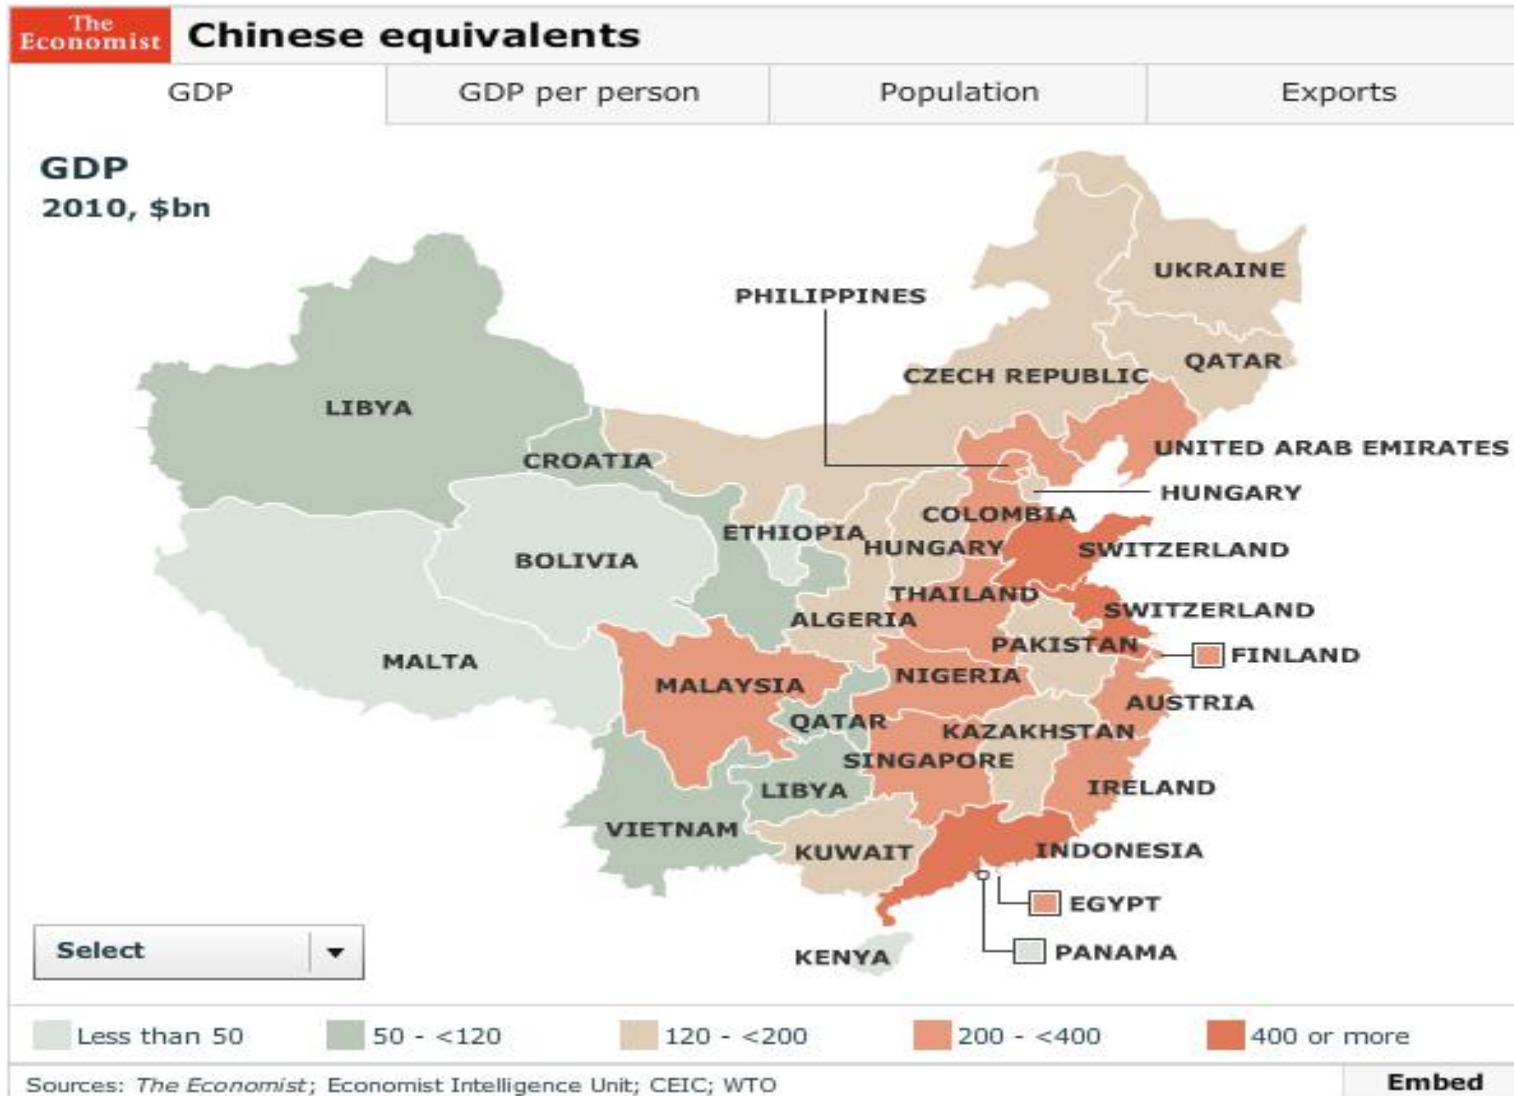 The
Economist
Chinese equivalents
GDP
GDP per person
Population
Exports
GDP
2010, $bn
UKRAINE
PHILIPPINES
QATAR
CZECH REPUBLIC
LIBYA
UNITED ARAB EMIRATES
CROATIA
HUNGARY
COLOMBIA
ETHIOPIA
HUNGARY
SWITZERLAND
BOLIVIA
THAILAND
SWITZERLAND
ALGERIA
PAKISTAN
FINLAND
MALTA
NIGERIA
MALAYSIA
AUSTRIA
QATAR
KAZAKHSTAN
SINGAPORE
LIBYA
IRELAND
VIETNAM
KUWAIT
INDONESIA
EGYPT
Select
KENYA
PANAMA
Less than 50
50 - <120
120 - <200
200 - <400
400 or more
Sources: The Economist; Economist Intelligence Unit; CEIC; WTO
Embed